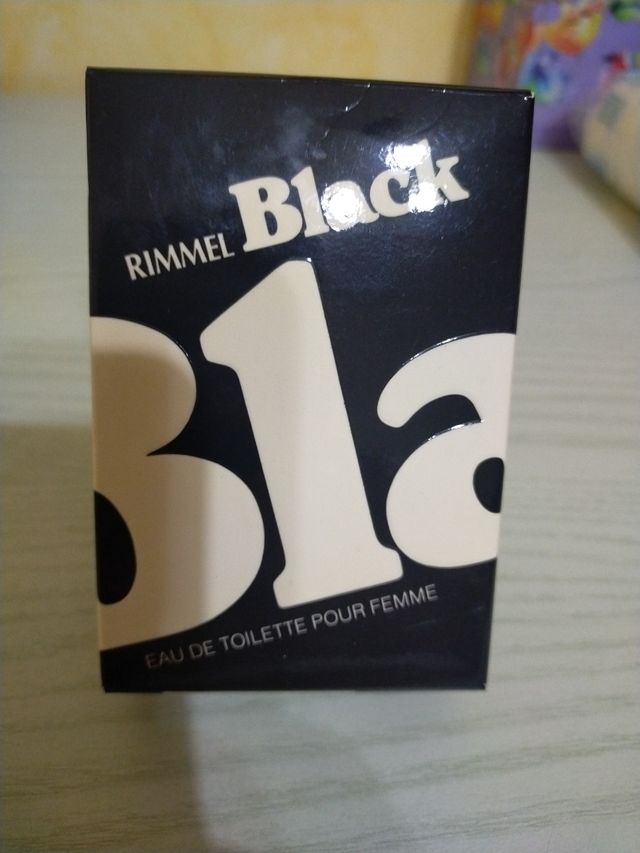 RIMMEL Black
Bla
EAU DE TOILETTE POUR FEMME